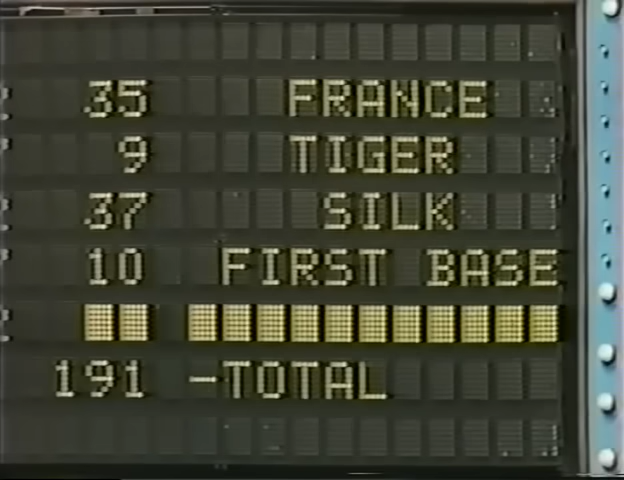 35 FRANCE
9 TIGER
37 SILK
10 FIRST BASE
191 -TOTAL